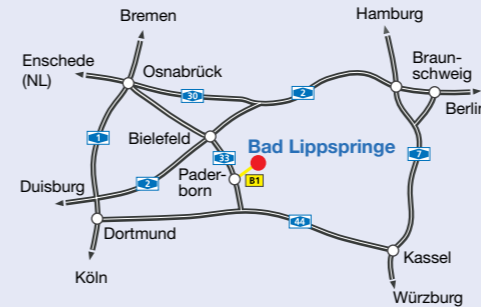 Bremen
Hamburg
Enschede
(NL)
Osnabrück
Braun-
schweig
30
2
Berlin
1
Bielefeld
33
Bad Lippspringe
7
Pader-
born
B1
Duisburg
2
44
Dortmund
Kassel
Köln
Würzburg